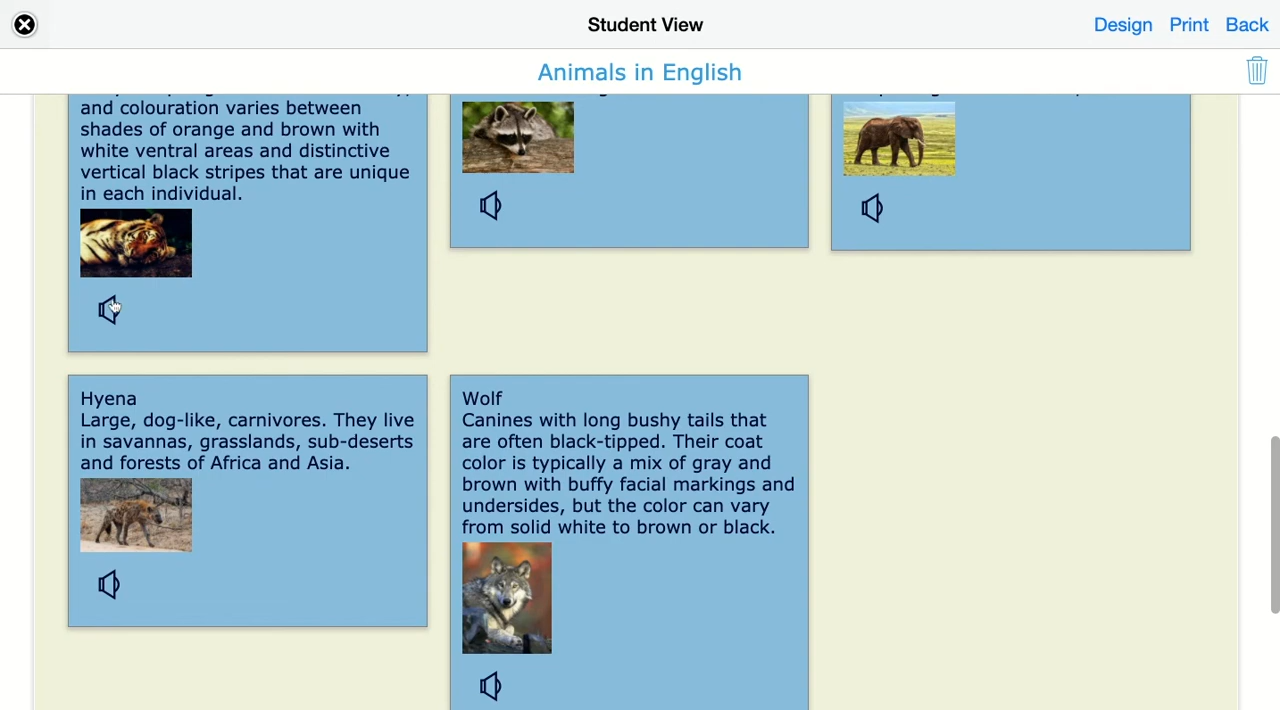 Student View
Design Print Back
Animals in English
and colouration varies between
shades of orange and brown with
white ventral areas and distinctive
vertical black stripes that are unique
in each individual.
Hyena
Large, dog-like, carnivores. They live
in savannas, grasslands, sub-deserts
and forests of Africa and Asia.
Wolf
Canines with long bushy tails that
are often black-tipped. Their coat
color is typically a mix of gray and
brown with buffy facial markings and
undersides, but the color can vary
from solid white to brown or black.